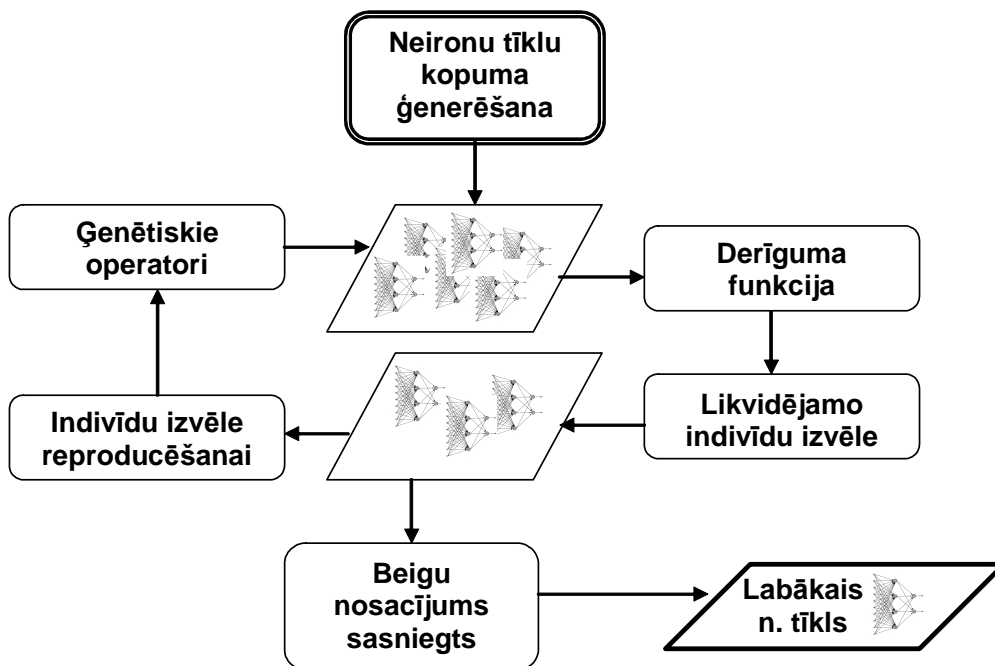 Neironu tīklu
kopuma
ģenerēšana
Ģenētiskie
operatori
Derīguma
funkcija
Indivīdu izvēle
reproducēšanai
Likvidējamo
indivīdu izvēle
Beigu
nosacījums
sasniegts
Labākais
n. tīkls